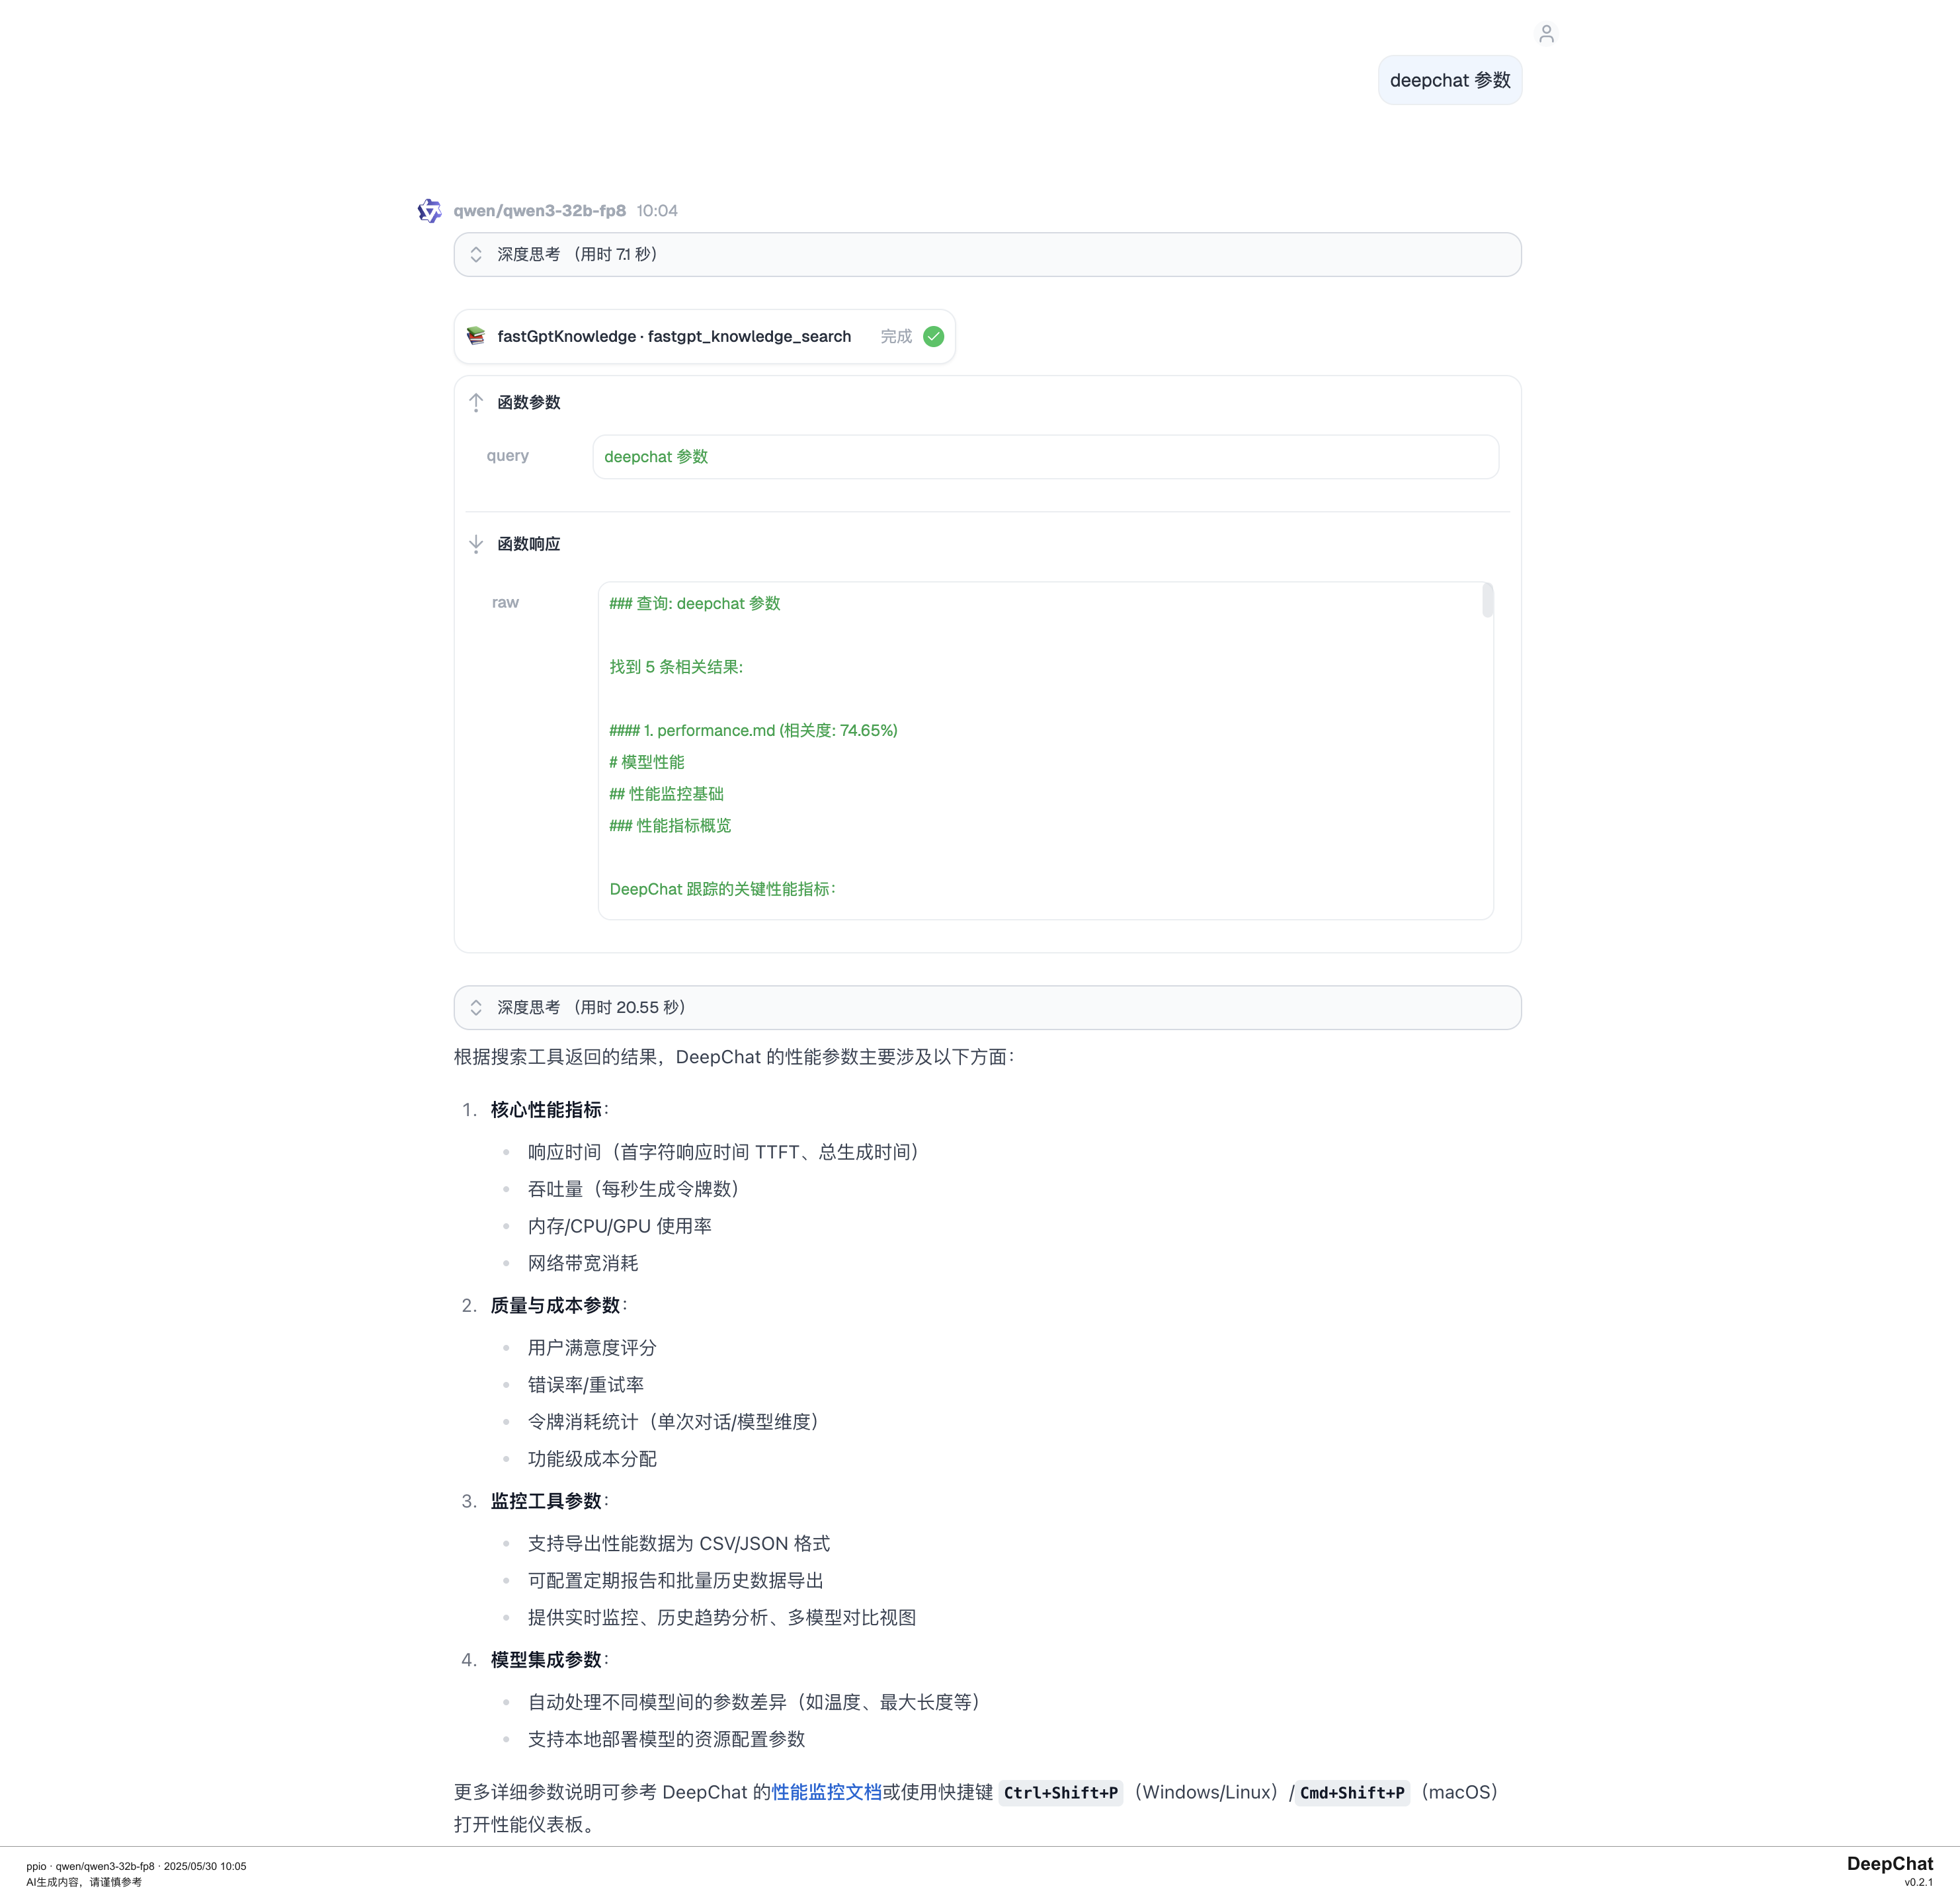 deepchat 参数
qwen/qwen3-32b-fp8 10:04
深度思考 （用时 7.1 秒）
fastGptKnowledge · fastgpt_knowledge_search 完成
函数参数
query deepchat 参数
函数响应
raw ### 查询: deepchat 参数
找到 5 条相关结果:
#### 1. performance.md (相关度: 74.65%)
# 模型性能
## 性能监控基础
### 性能指标概览
DeepChat 跟踪的关键性能指标：
深度思考 （用时 20.55 秒）
根据搜索工具返回的结果，DeepChat 的性能参数主要涉及以下方面：
1. 核心性能指标：
• 响应时间（首字符响应时间 TTFT、总生成时间）
• 吞吐量（每秒生成令牌数）
• 内存/CPU/GPU 使用率
• 网络带宽消耗
2. 质量与成本参数：
• 用户满意度评分
• 错误率/重试率
• 令牌消耗统计（单次对话/模型维度）
• 功能级成本分配
3. 监控工具参数：
• 支持导出性能数据为 CSV/JSON 格式
• 可配置定期报告和批量历史数据导出
• 提供实时监控、历史趋势分析、多模型对比视图
4. 模型集成参数：
• 自动处理不同模型间的参数差异（如温度、最大长度等）
• 支持本地部署模型的资源配置参数
更多详细参数说明可参考 DeepChat 的性能监控文档或使用快捷键 Ctrl+Shift+P （Windows/Linux）/ Cmd+Shift+P （macOS）
打开性能仪表板。
ppio · qwen/qwen3-32b-fp8 · 2025/05/30 10:05
AI生成内容，请谨慎参考
DeepChat
v0.2.1